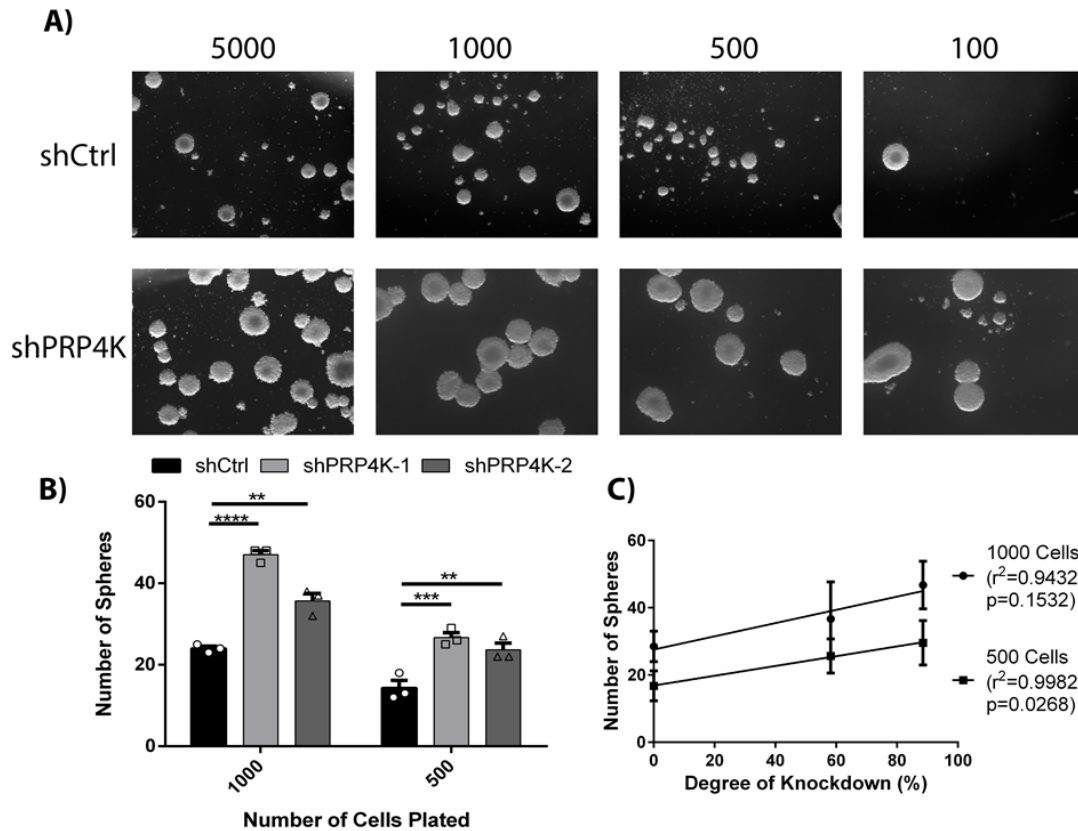 A)
5000 1000 500 100
shCtrl
shPRP4K
shCtrl shPRP4K-1 shPRP4K-2
B)
60
40
20
0
Number of Spheres
**
****
**
***
1000
500
Number of Cells Plated
C)
60
40
20
0
Number of Spheres
0 20 40 60 80 100
Degree of Knockdown (%)
1000 Cells
(r²=0.9432
p=0.1532)
500 Cells
(r²=0.9982
p=0.0268)